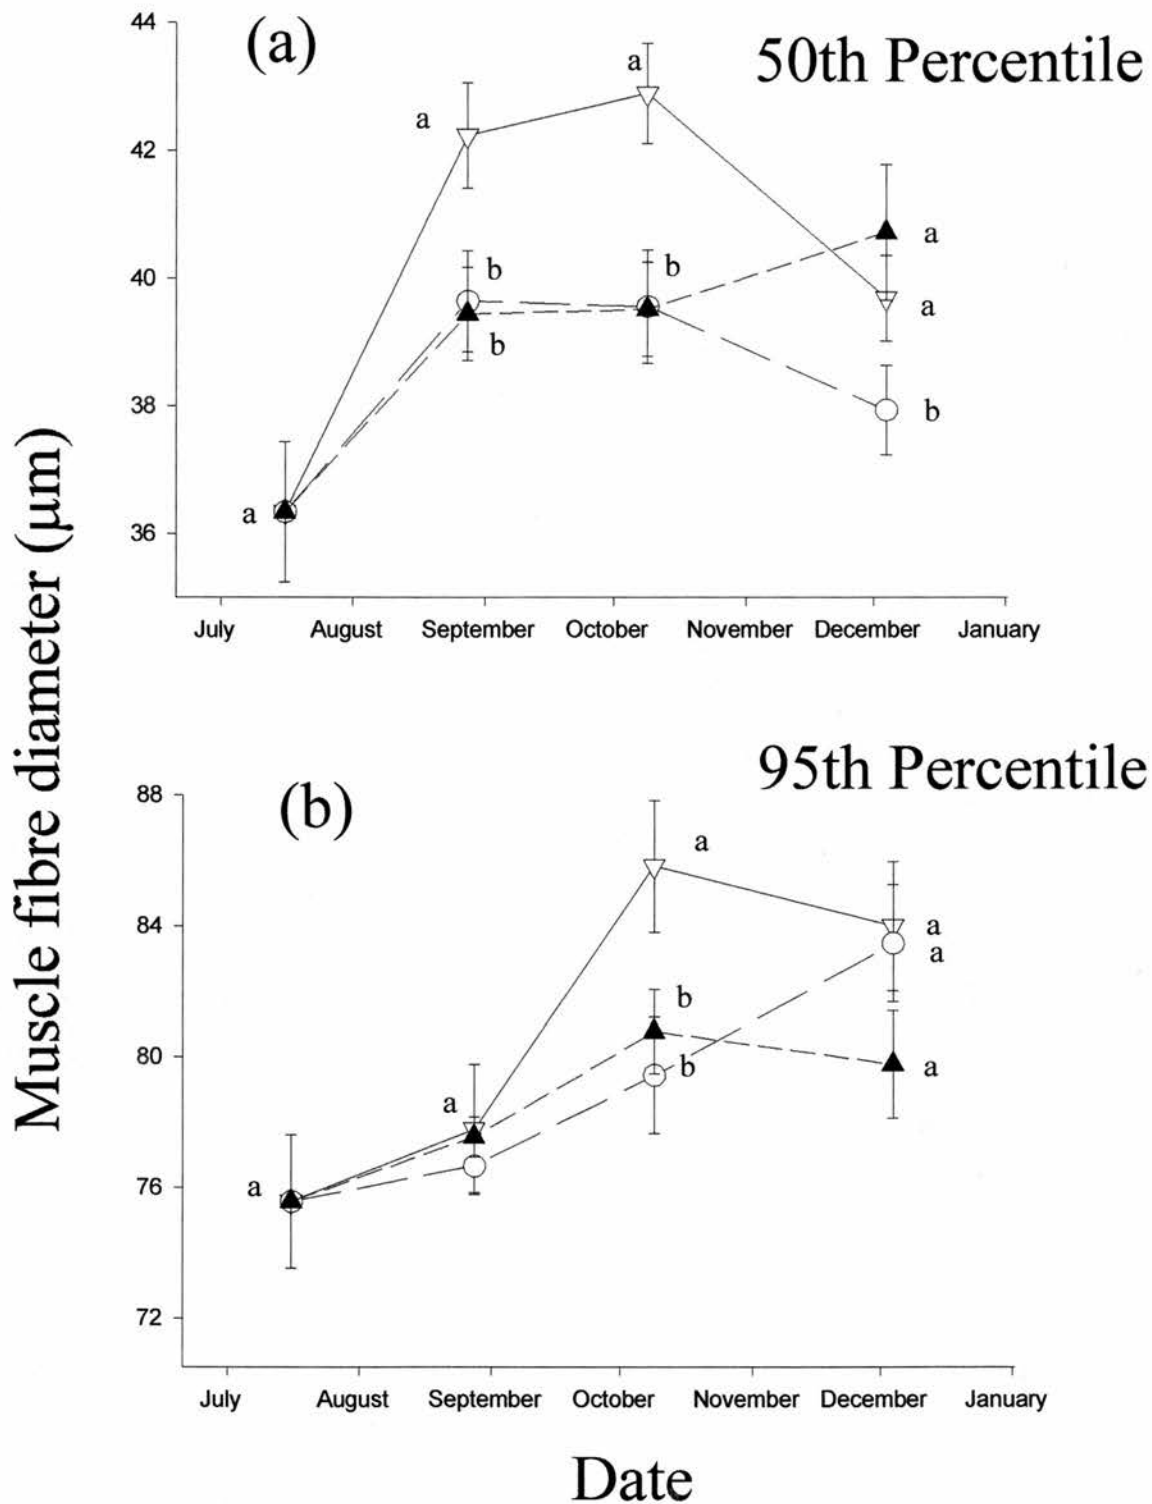 (a)
50th Percentile
44
42
40
38
36
a
a
a
b
b
b
a
a
b
July August September October November December January
Muscle fibre diameter (µm)
95th Percentile
(b)
88
84
80
76
72
a
a
a
b
b
a
a
a
July August September October November December January
Date